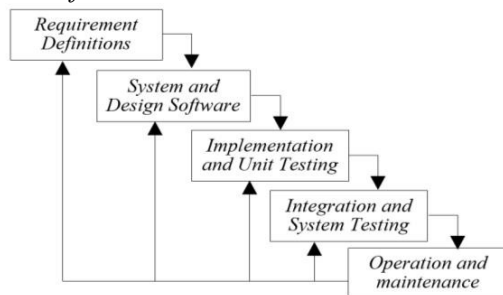 Requirement
Definitions
System and
Design Software
Implementation
and Unit Testing
Integration and
System Testing
Operation and
maintenance